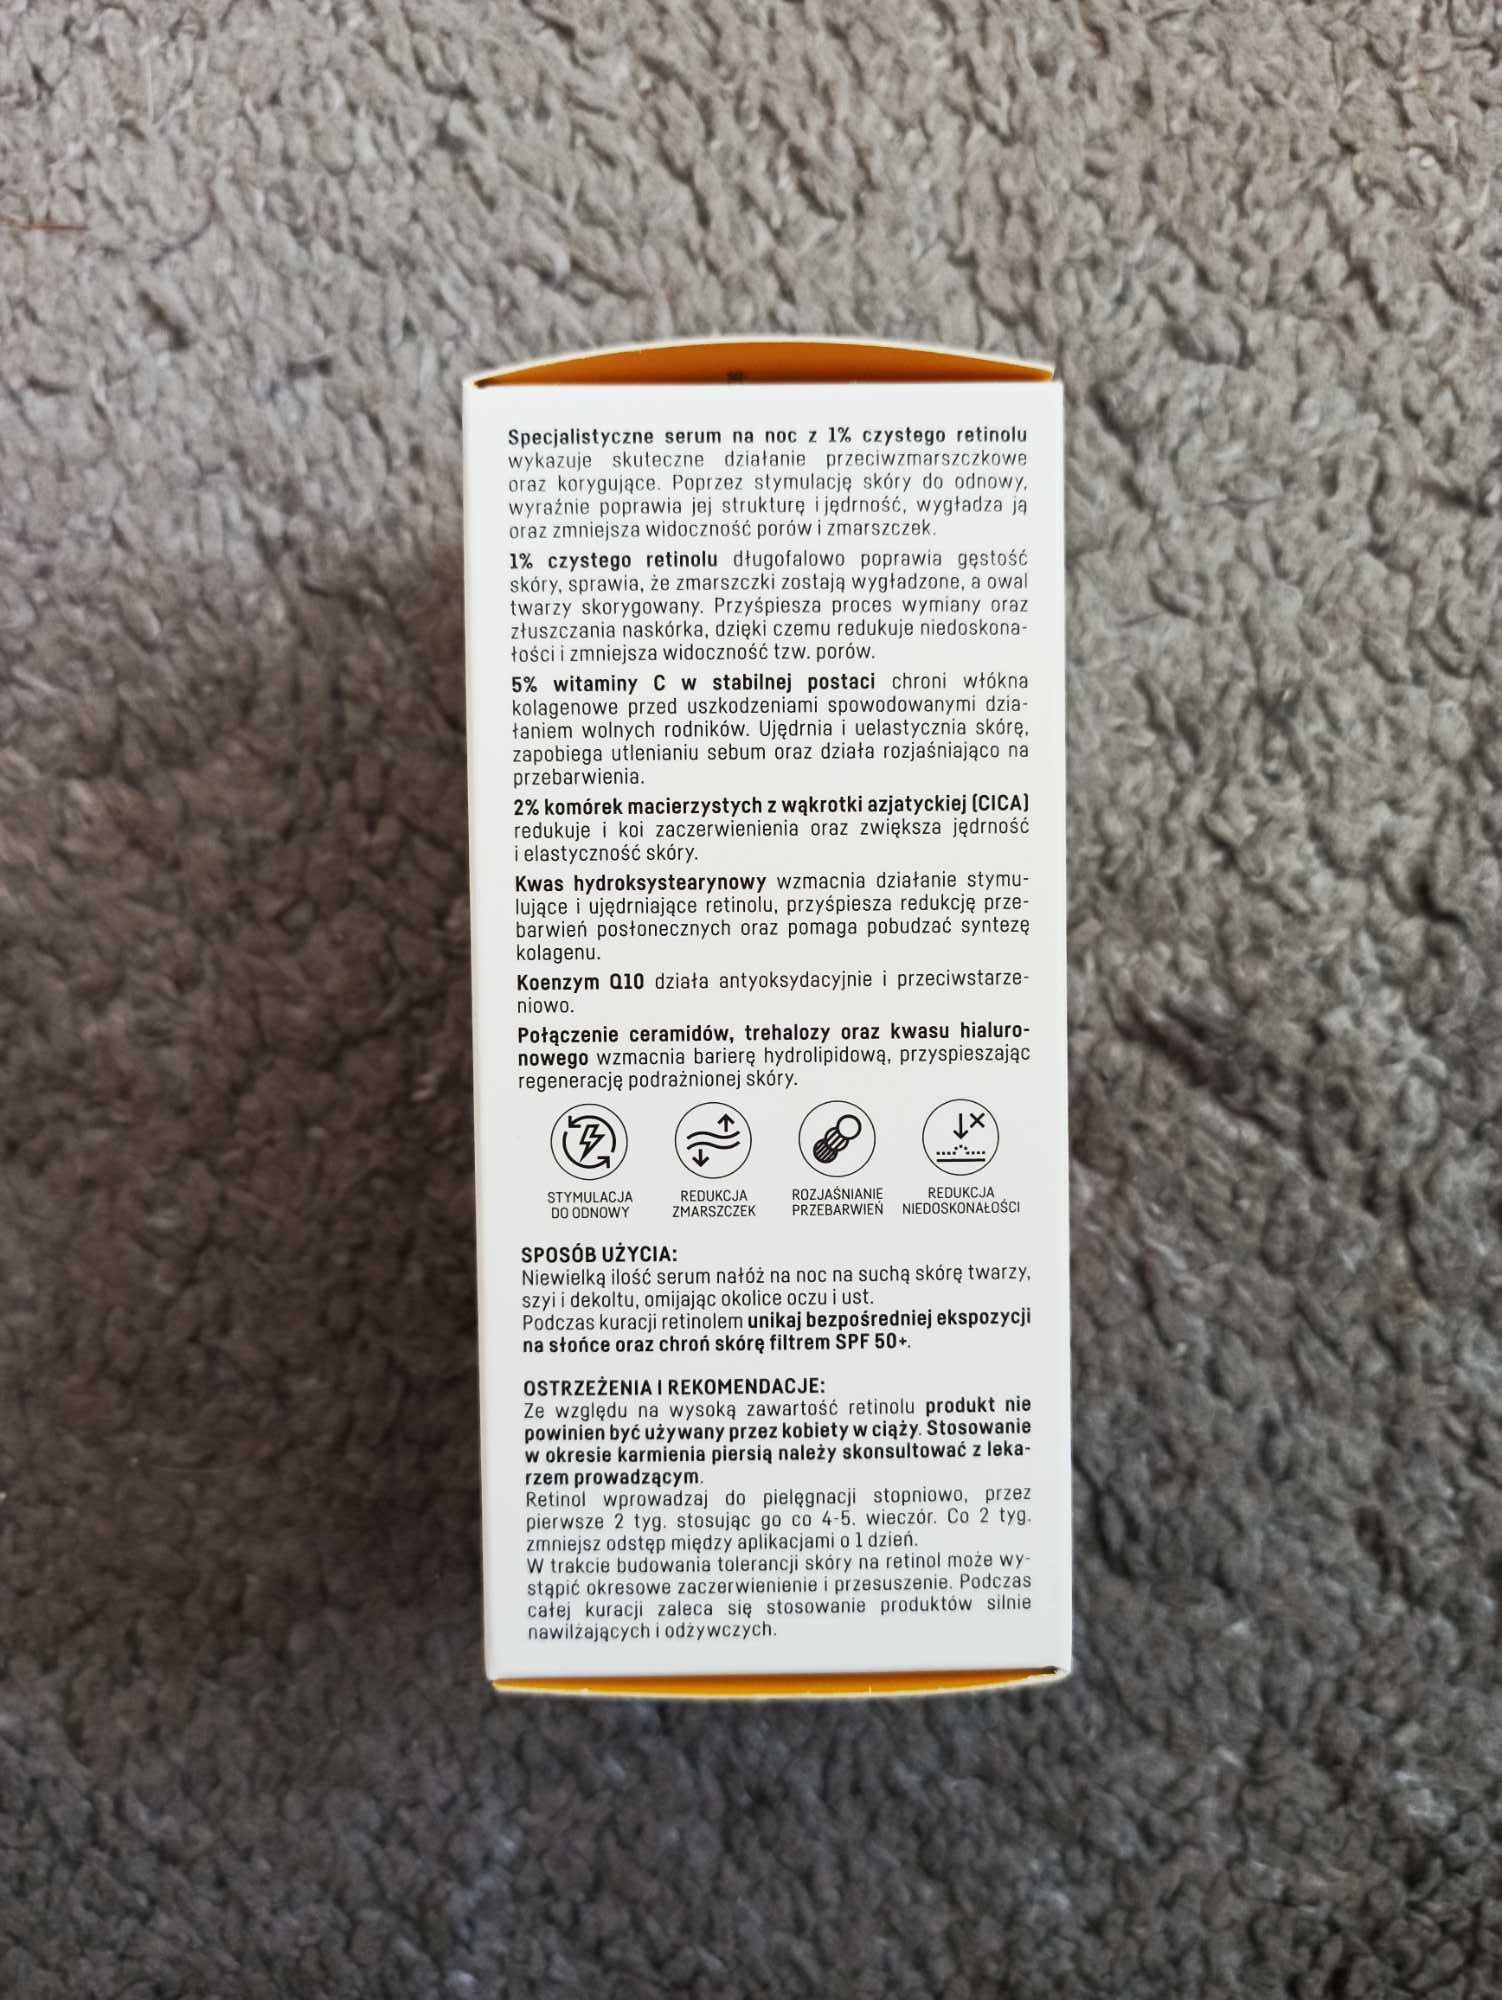 Specjalistyczne serum na noc z 1% czystego retinolu
wykazuje skuteczne działanie przeciwzmarszczkowe
oraz korygujące. Poprzez stymulację skóry do odnowy,
wyraźnie poprawia jej strukturę i jędrność, wygładza ją
oraz zmniejsza widoczność porów i zmarszczek.
1% czystego retinolu długofalowo poprawia gęstość
skóry, sprawia, że zmarszczki zostają wygładzone, a owal
twarzy skorygowany. Przyśpiesza proces wymiany oraz
złuszczania naskórka, dzięki czemu redukuje niedoskona-
łości i zmniejsza widoczność tzw. porów.
5% witaminy C w stabilnej postaci chroni włókna
kolagenowe przed uszkodzeniami spowodowanymi dzia-
łaniem wolnych rodników. Ujędrnia i uelastycznia skórę,
zapobiega utlenianiu sebum oraz działa rozjaśniająco na
przebarwienia.
2% komórek macierzystych z wąkrotki azjatyckiej (CICA)
redukuje i koi zaczerwienienia oraz zwiększa jędrność
i elastyczność skóry.
Kwas hydroksystearynowy wzmacnia działanie stymu-
lujące i ujędrniające retinolu, przyśpiesza redukcję prze-
barwień posłonecznych oraz pomaga pobudzać syntezę
kolagenu.
Koenzym Q10 działa antyoksydacyjnie i przeciwstarze-
niowo.
Połączenie ceramidów, trehalozy oraz kwasu hialuro-
nowego wzmacnia barierę hydrolipidową, przyspieszając
regenerację podrażnionej skóry.
STYMULACJA
DO ODNOWY
REDUKCJA
ZMARSZCZEK
ROZJAŚNIANIE
PRZEBARWIEŃ
REDUKCJA
NIEDOSKONAŁOŚCI
SPOSÓB UŻYCIA:
Niewielką ilość serum nałóż na noc na suchą skórę twarzy,
szyi i dekoltu, omijając okolice oczu i ust.
Podczas kuracji retinolem unikaj bezpośredniej ekspozycji
na słońce oraz chroń skórę filtrem SPF 50+.
OSTRZEŻENIA I REKOMENDACJE:
Ze względu na wysoką zawartość retinolu produkt nie
powinien być używany przez kobiety w ciąży. Stosowanie
w okresie karmienia piersią należy skonsultować z leka-
rzem prowadzącym.
Retinol wprowadzaj do pielęgnacji stopniowo, przez
pierwsze 2 tyg. stosując go co 4-5. wieczór. Co 2 tyg.
zmniejsz odstęp między aplikacjami o 1 dzień.
W trakcie budowania tolerancji skóry na retinol może wy-
stąpić okresowe zaczerwienienie i przesuszenie. Podczas
całej kuracji zaleca się stosowanie produktów silnie
nawilżających i odżywczych.